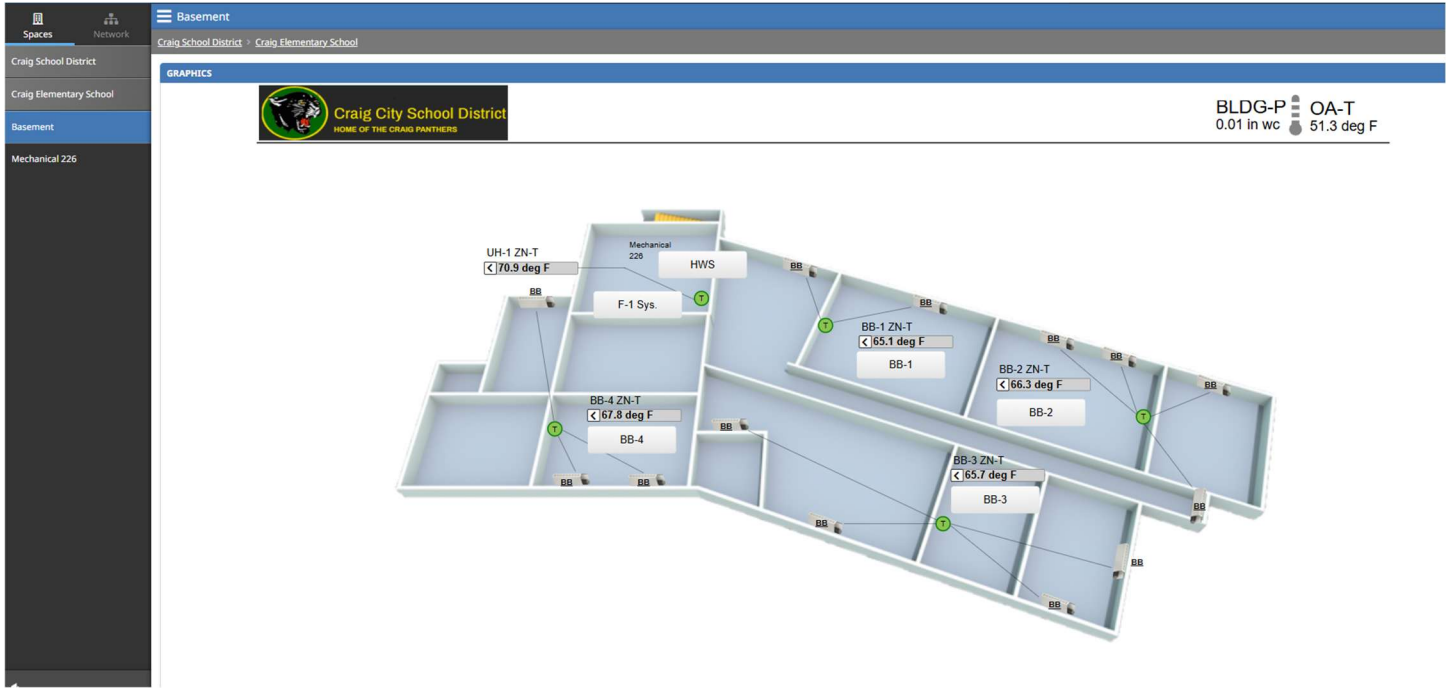 Spaces
Network
Craig School District
Craig Elementary School
Basement
Mechanical 226
Basement
Craig School District > Craig Elementary School
GRAPHICS
Craig City School District
HOME OF THE CRAIG PANTHERS
BLDG-P
0.01 in wc
OA-T
51.3 deg F
UH-1 ZN-T
70.9 deg F
Mechanical
226
HWS
F-1 Sys.
T
BB
BB
BB
T
BB-1 ZN-T
65.1 deg F
BB-1
BB
BB
BB
BB-2 ZN-T
66.3 deg F
BB-2
T
BB
BB-4 ZN-T
67.8 deg F
BB-4
T
BB
BB
BB
BB-3 ZN-T
65.7 deg F
BB-3
T
BB
BB
BB